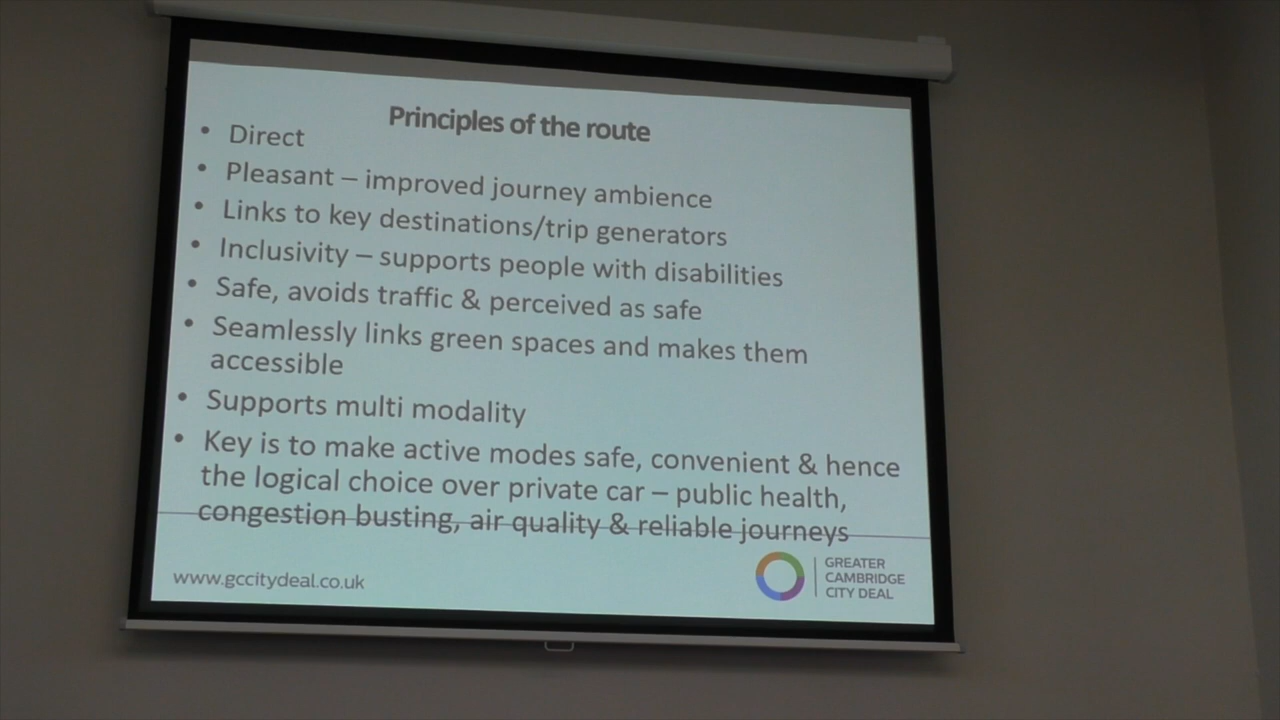 Principles of the route
• Direct
• Pleasant – improved journey ambience
• Links to key destinations/trip generators
• Inclusivity – supports people with disabilities
• Safe, avoids traffic & perceived as safe
• Seamlessly links green spaces and makes them
accessible
• Supports multi modality
• Key is to make active modes safe, convenient & hence
the logical choice over private car – public health,
congestion busting, air quality & reliable journeys
www.gccitydeal.co.uk
GREATER
CAMBRIDGE
CITY DEAL